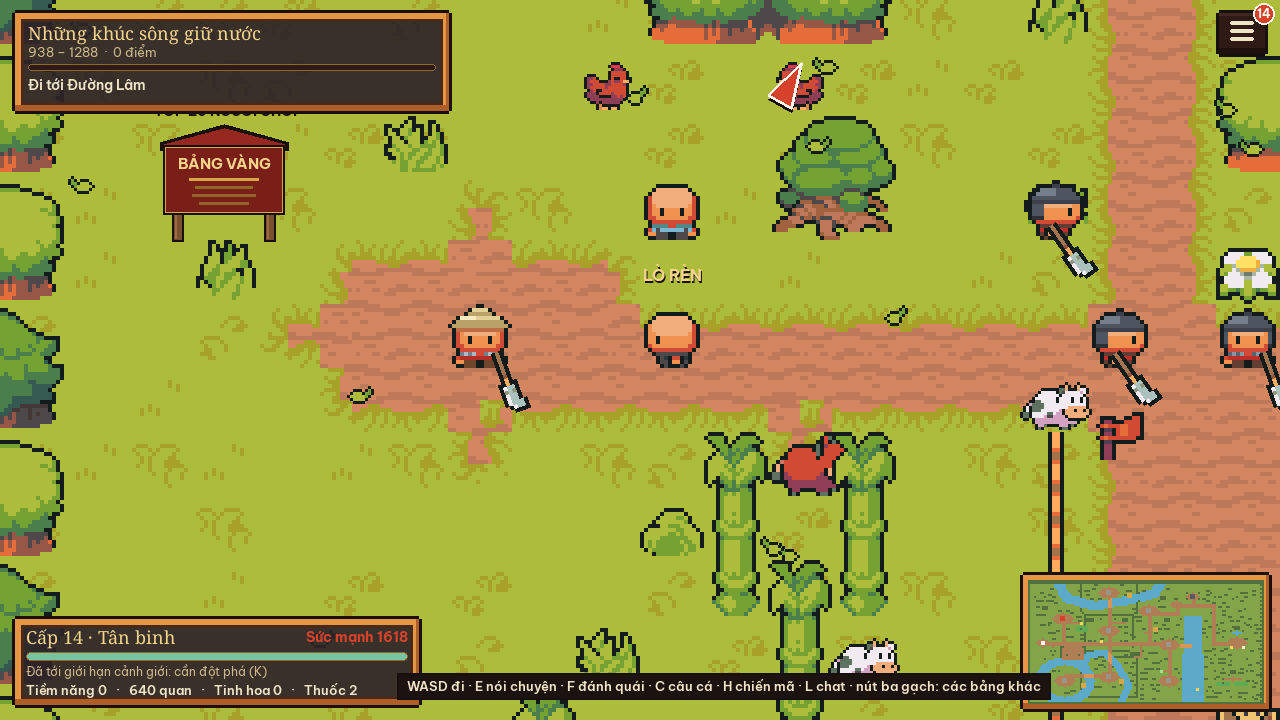 Những khúc sông giữ nước
938 – 1288 · 0 điểm
Đi tới Đường Lâm
14
BẢNG VÀNG
LÒ RÈN
Cấp 14 · Tân binh
Sức mạnh 1618
Đã tới giới hạn cảnh giới: cần đột phá (K)
Tiềm năng 0 · 640 quan · Tinh hoa 0 · Thuốc 2
WASD đi · E nói chuyện · F đánh quái · C câu cá · H chiến mã · L chat · nút ba gạch: các bảng khác